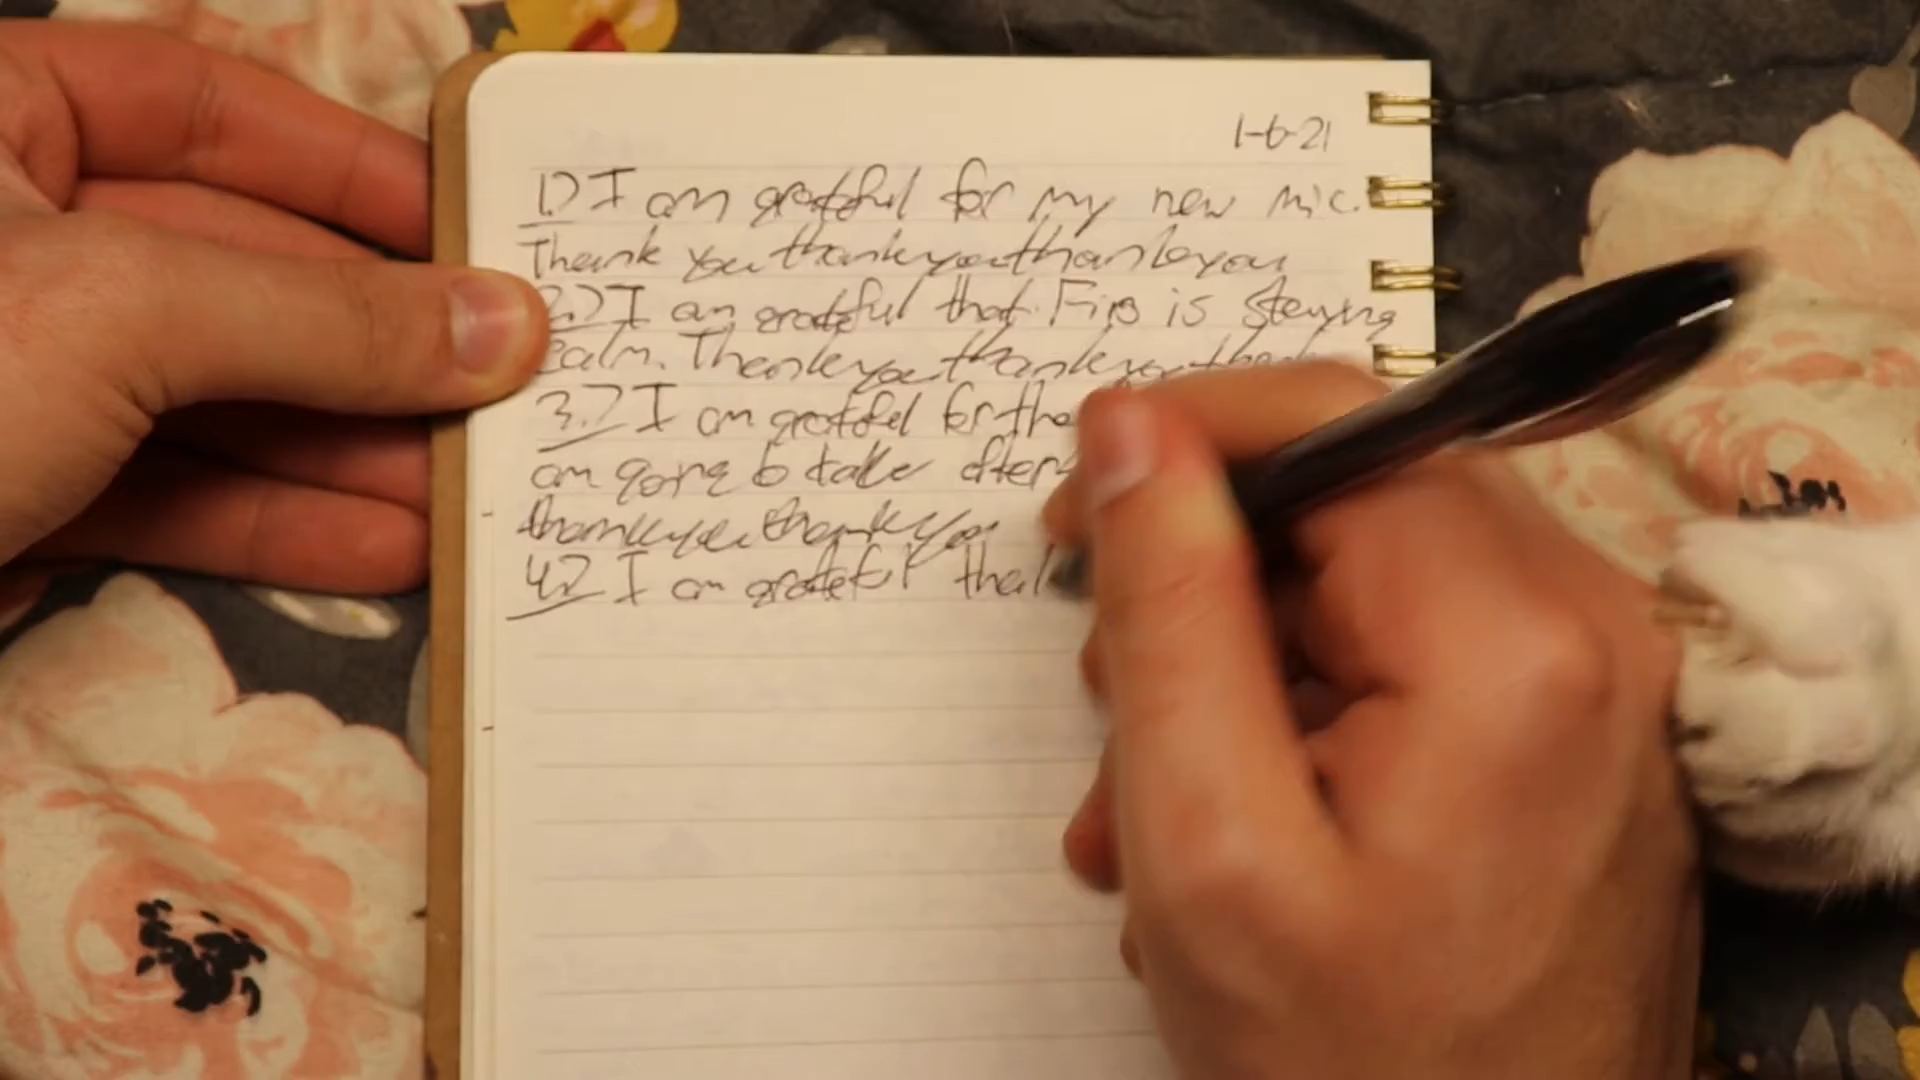 1-6-21
1.) I am grateful for my new mic.
Thank you thank you thank you
2.) I am grateful that is staying
calm. Thank you thank you thank
3.) I am grateful for the
am going to take after
thank you thank you
4.) I am grateful that